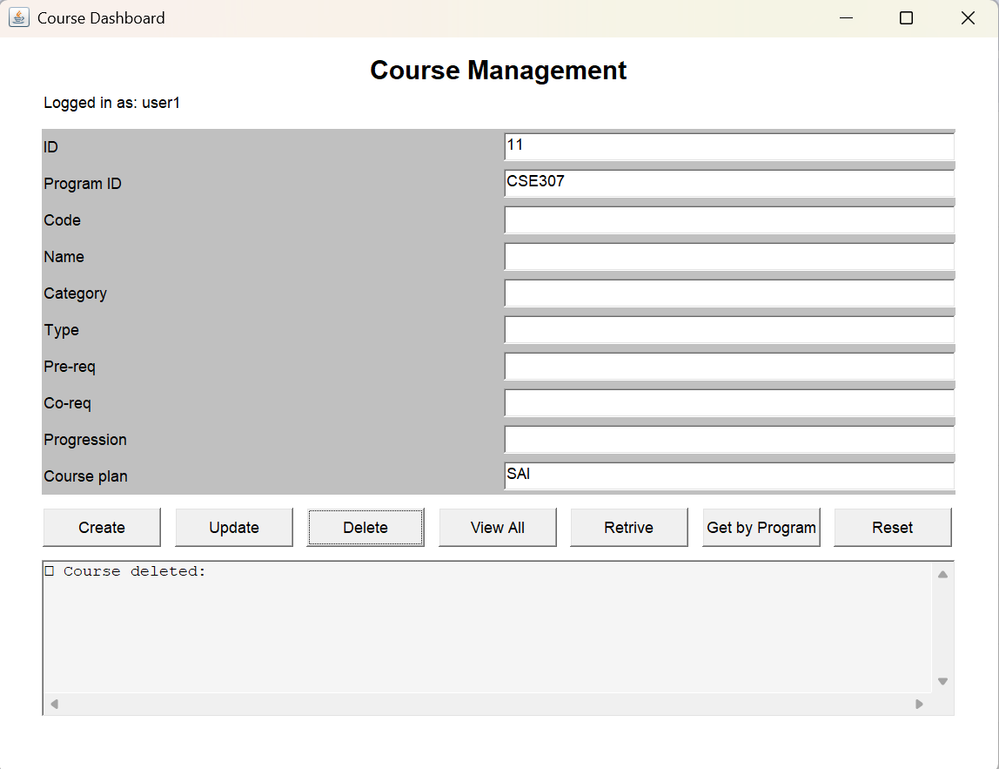 Course Dashboard
Course Management
Logged in as: user1
ID 11
Program ID CSE307
Code
Name
Category
Type
Pre-req
Co-req
Progression
Course plan SAI
Create Update Delete View All Retrive Get by Program Reset
□ Course deleted: